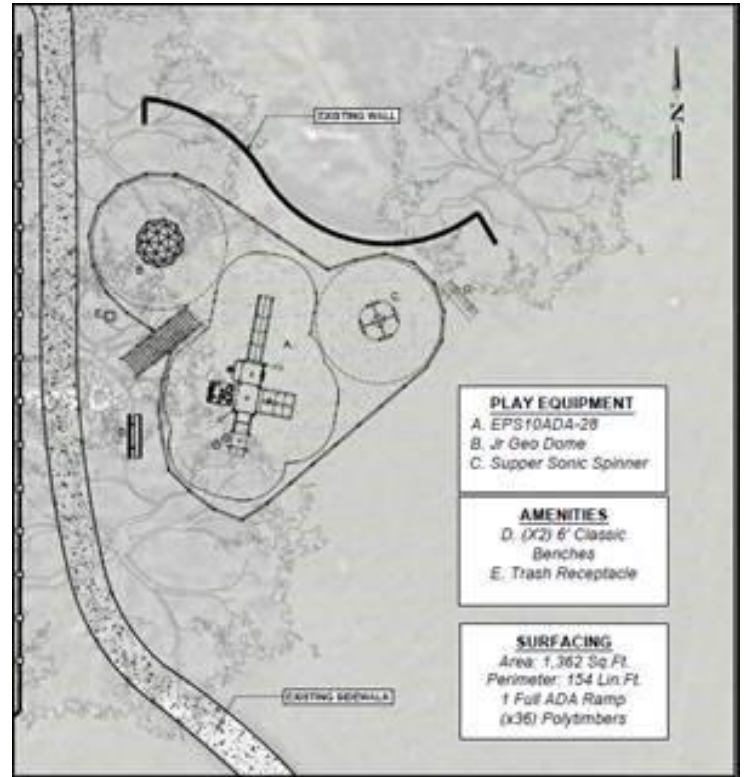 EXISTING WALL
N
B
C
D
E
A
D
PLAY EQUIPMENT
A. EPS10ADA-28
B. Jr Geo Dome
C. Supper Sonic Spinner
AMENITIES
D. (X2) 6' Classic
Benches
E. Trash Receptacle
SURFACING
Area: 1,362 Sq.Ft.
Perimeter: 154 Lin.Ft.
1 Full ADA Ramp
(x36) Polytimbers
EXISTING SIDEWALK